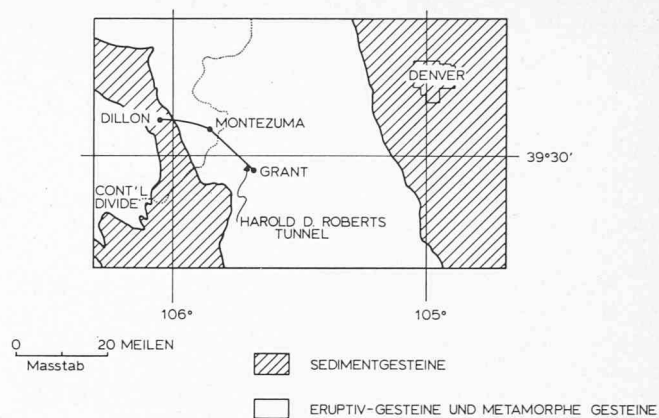 DENVER
DILLON
MONTEZUMA
39°30'
GRANT
CONT'L
DIVIDE
HAROLD D. ROBERTS
TUNNEL
106°
105°
0 20 MEILEN
Masstab
SEDIMENTGESTEINE
ERUPTIV-GESTEINE UND METAMORPHE GESTEINE